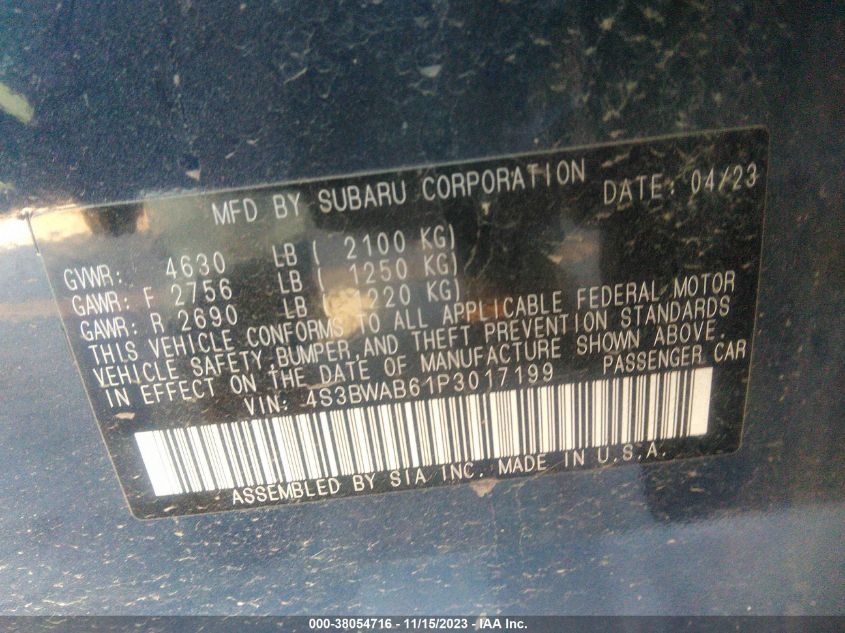 MFD BY SUBARU CORPORATION DATE: 04/23
GVWR: 4630 LB ( 2100 KG)
GAWR: F 2756 LB ( 1250 KG)
GAWR: R 2690 LB ( 1220 KG)
THIS VEHICLE CONFORMS TO ALL APPLICABLE FEDERAL MOTOR
VEHICLE SAFETY,BUMPER,AND THEFT PREVENTION STANDARDS
IN EFFECT ON THE DATE OF MANUFACTURE SHOWN ABOVE.
VIN: 4S3BWAB61P3017199 PASSENGER CAR
ASSEMBLED BY SIA INC. MADE IN U.S.A.
000-38054716 - 11/15/2023 - IAA Inc.